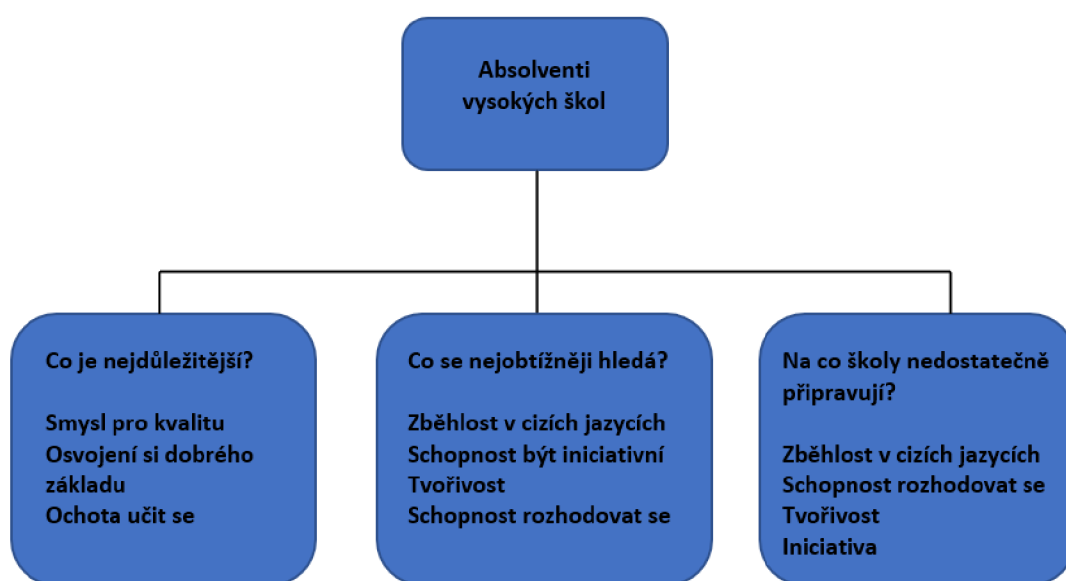 Absolventi
vysokých škol
Co je nejdůležitější?
Smysl pro kvalitu
Osvojení si dobrého
základu
Ochota učit se
Co se nejobtížněji hledá?
Zběhlost v cizích jazycích
Schopnost být iniciativní
Tvořivost
Schopnost rozhodovat se
Na co školy nedostatečně
připravují?
Zběhlost v cizích jazycích
Schopnost rozhodovat se
Tvořivost
Iniciativa